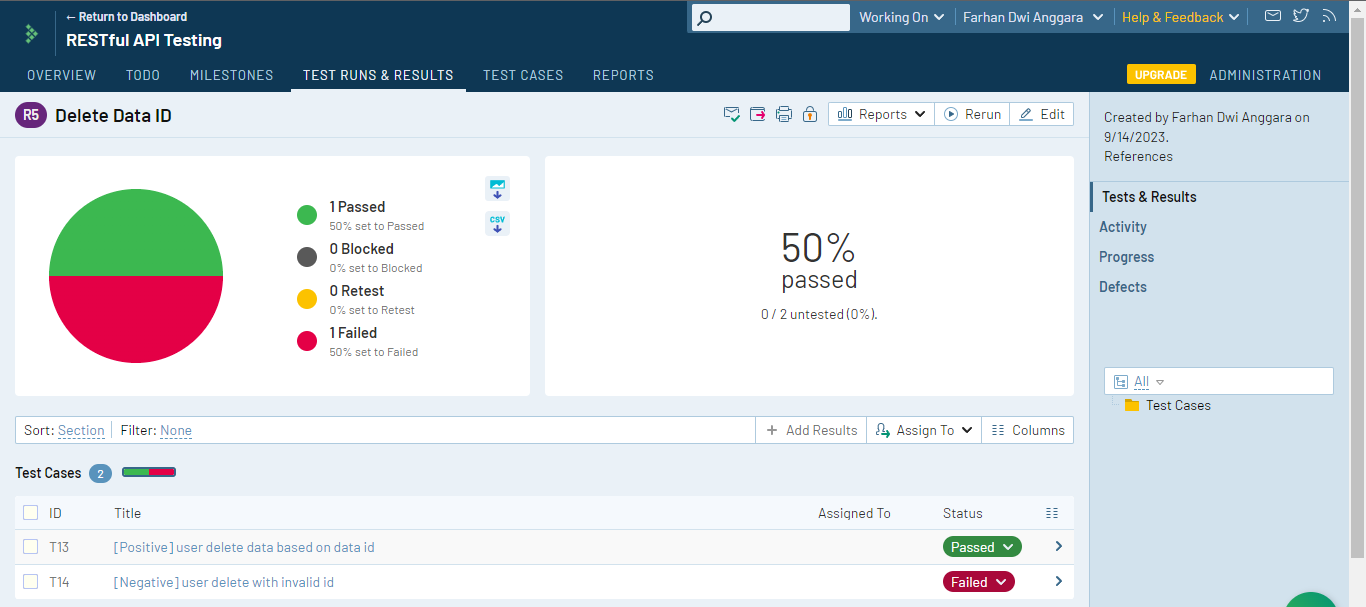 ← Return to Dashboard
RESTful API Testing
Working On
Farhan Dwi Anggara
Help & Feedback
OVERVIEW
TODO
MILESTONES
TEST RUNS & RESULTS
TEST CASES
REPORTS
UPGRADE
ADMINISTRATION
R5
Delete Data ID
Reports
Rerun
Edit
1 Passed
50% set to Passed
0 Blocked
0% set to Blocked
0 Retest
0% set to Retest
1 Failed
50% set to Failed
CSV
50%
passed
0 / 2 untested (0%).
Created by Farhan Dwi Anggara on
9/14/2023.
References
Tests & Results
Activity
Progress
Defects
All
Test Cases
Sort: Section
Filter: None
Add Results
Assign To
Columns
Test Cases 2
ID Title Assigned To Status
T13 [Positive] user delete data based on data id Passed
T14 [Negative] user delete with invalid id Failed